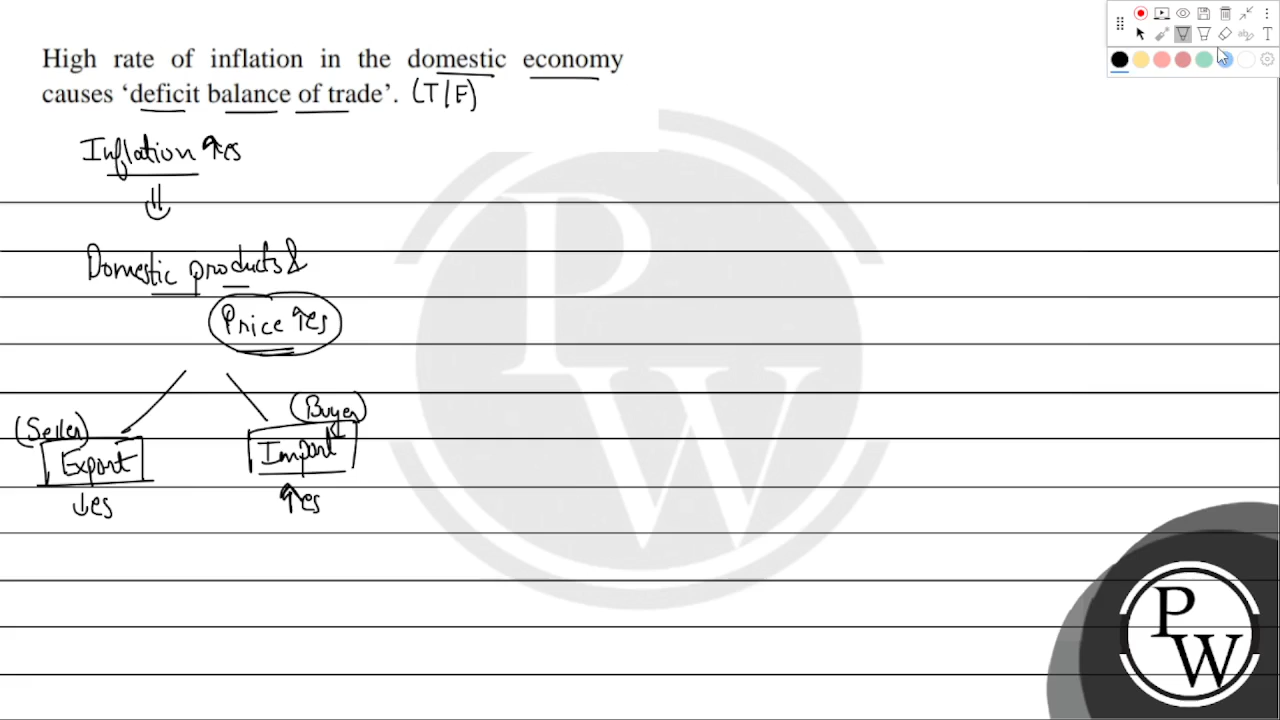 High rate of inflation in the domestic economy
causes ‘deficit balance of trade’. (T/F)
Inflation ↑es
⇓
Domestic products &
Price ↑es
(Seller) (Buyer)
Export Import
↓es ↑es
P
W
P
W